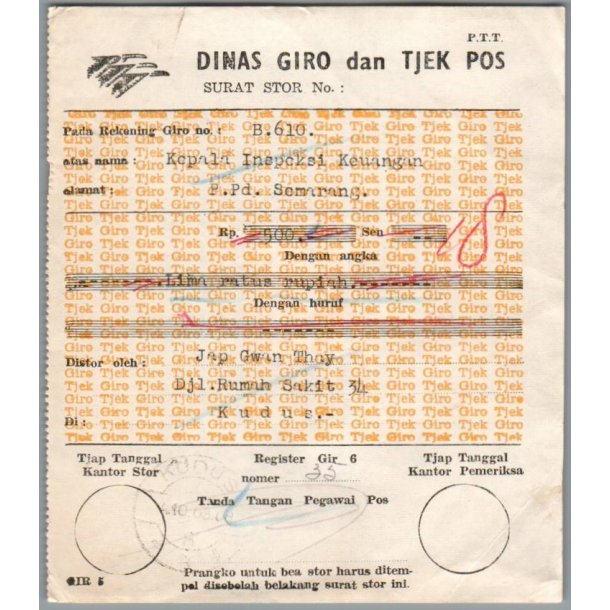 P.T.T.
DINAS GIRO dan TJEK POS
SURAT STOR No. :
Pada Rekening Giro no. : B.610.
atas nama : Kepala Inspeksi Keuangan
alamat : P.Pd. Semarang.
Rp. 500. Sen
18
Dengan angka
Lima ratus rupiah.
Dengan huruf
Distor oleh : Jap Gwan Thoy
Djl.Rumah Sakit 34
Di : Kudus.-
Tjap Tanggal
Kantor Stor
Register Gir 6
nomer 35
Tjap Tanggal
Kantor Pemeriksa
KUDUS
Tanda Tangan Pegawai Pos
Prangko untuk bea stor harus ditem-
pel disebelah belakang surat stor ini.
GIR 5